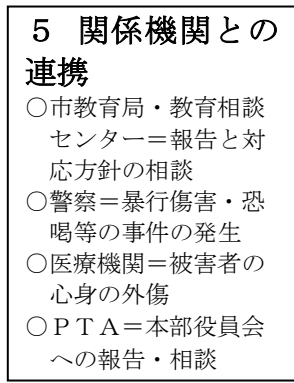 ５ 関係機関との
連携
○市教育局・教育相談
センター＝報告と対
応方針の相談
○警察＝暴行傷害・恐
喝等の事件の発生
○医療機関＝被害者の
心身の外傷
○ＰＴＡ＝本部役員会
への報告・相談